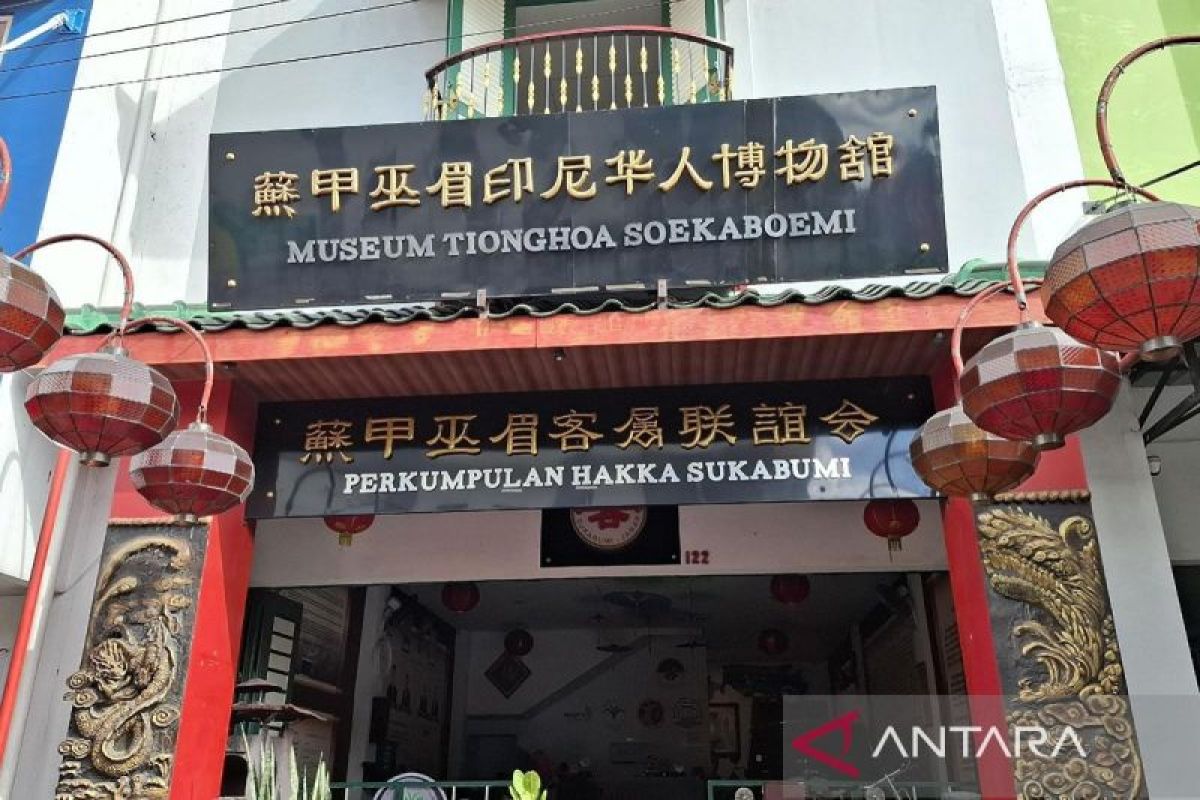 蘇甲巫眉印尼华人博物舘
MUSEUM TIONGHOA SOEKABOEMI
蘇甲巫眉客属联誼会
PERKUMPULAN HAKKA SUKABUMI
122
ANTARA